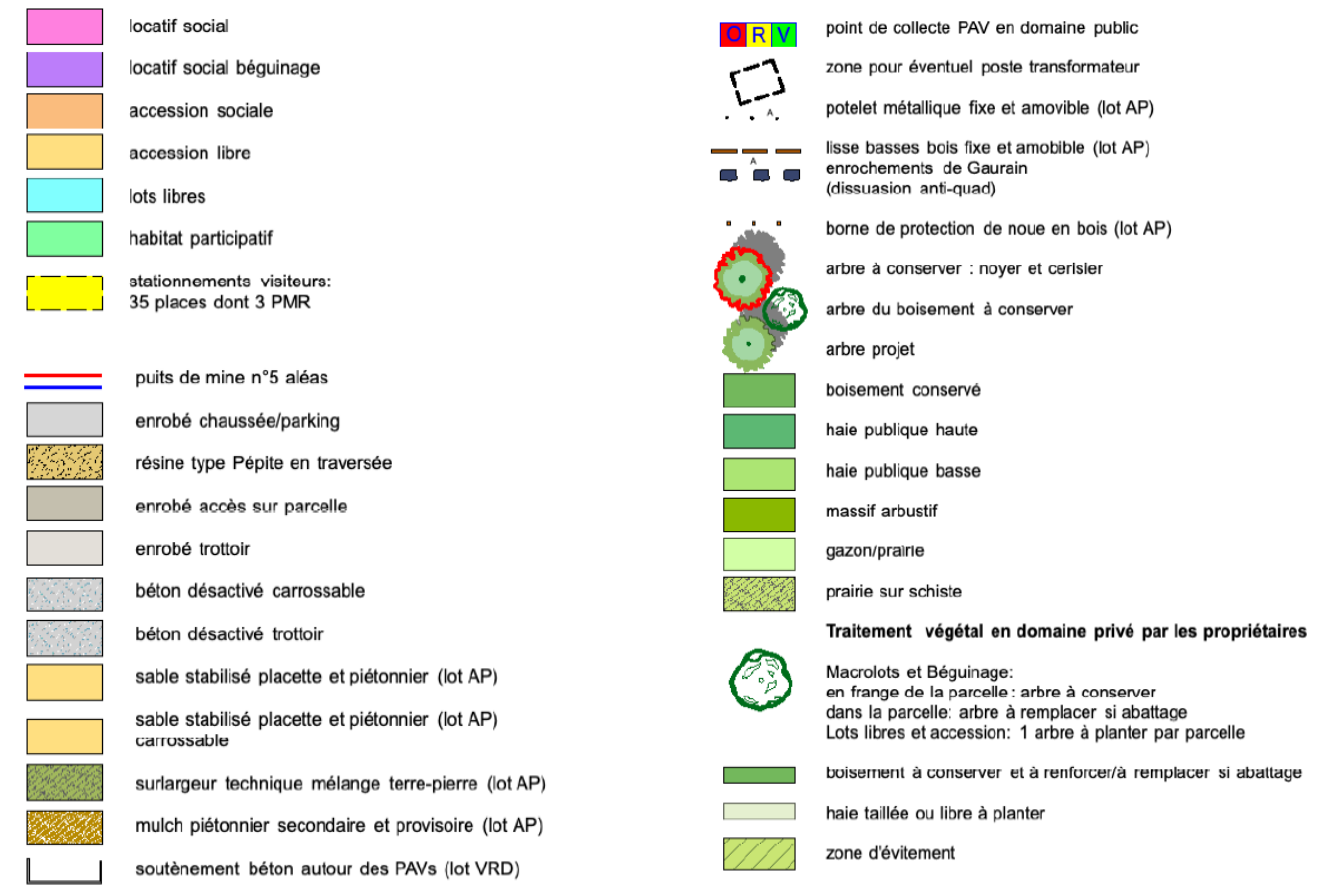 locatif social
locatif social béguinage
accession sociale
accession libre
lots libres
habitat participatif
stationnements visiteurs:
35 places dont 3 PMR
puits de mine n°5 aléas
enrobé chaussée/parking
résine type Pépite en traversée
enrobé accès sur parcelle
enrobé trottoir
béton désactivé carrossable
béton désactivé trottoir
sable stabilisé placette et piétonnier (lot AP)
sable stabilisé placette et piétonnier (lot AP)
carrossable
surlargeur technique mélange terre-pierre (lot AP)
mulch piétonnier secondaire et provisoire (lot AP)
soutènement béton autour des PAVs (lot VRD)
O R V
point de collecte PAV en domaine public
zone pour éventuel poste transformateur
A
potelet métallique fixe et amovible (lot AP)
lisse basses bois fixe et amobible (lot AP)
A
enrochements de Gaurain
(dissuasion anti-quad)
borne de protection de noue en bois (lot AP)
arbre à conserver : noyer et cerisier
arbre du boisement à conserver
arbre projet
boisement conservé
haie publique haute
haie publique basse
massif arbustif
gazon/prairie
prairie sur schiste
Traitement végétal en domaine privé par les propriétaires
Macrolots et Béguinage:
en frange de la parcelle: arbre à conserver
dans la parcelle: arbre à remplacer si abattage
Lots libres et accession: 1 arbre à planter par parcelle
boisement à conserver et à renforcer/à remplacer si abattage
haie taillée ou libre à planter
zone d'évitement